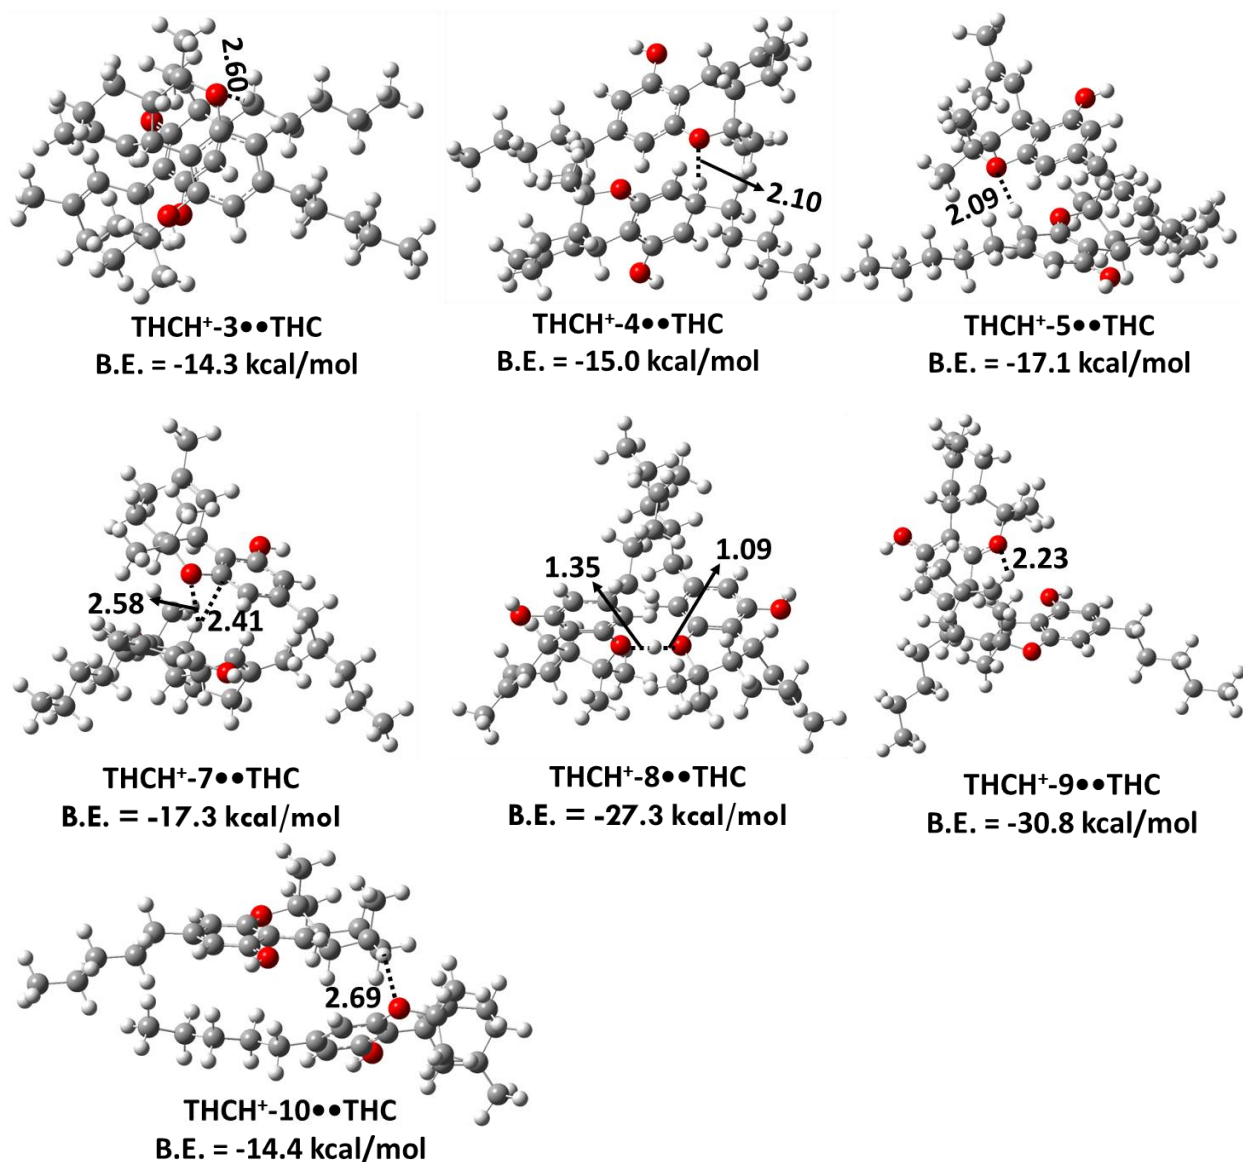 2.60
2.10
2.09
THCH⁺-3••THC
B.E. = -14.3 kcal/mol
THCH⁺-4••THC
B.E. = -15.0 kcal/mol
THCH⁺-5••THC
B.E. = -17.1 kcal/mol
2.58
2.41
1.35
1.09
2.23
THCH⁺-7••THC
B.E. = -17.3 kcal/mol
THCH⁺-8••THC
B.E. = -27.3 kcal/mol
THCH⁺-9••THC
B.E. = -30.8 kcal/mol
2.69
THCH⁺-10••THC
B.E. = -14.4 kcal/mol